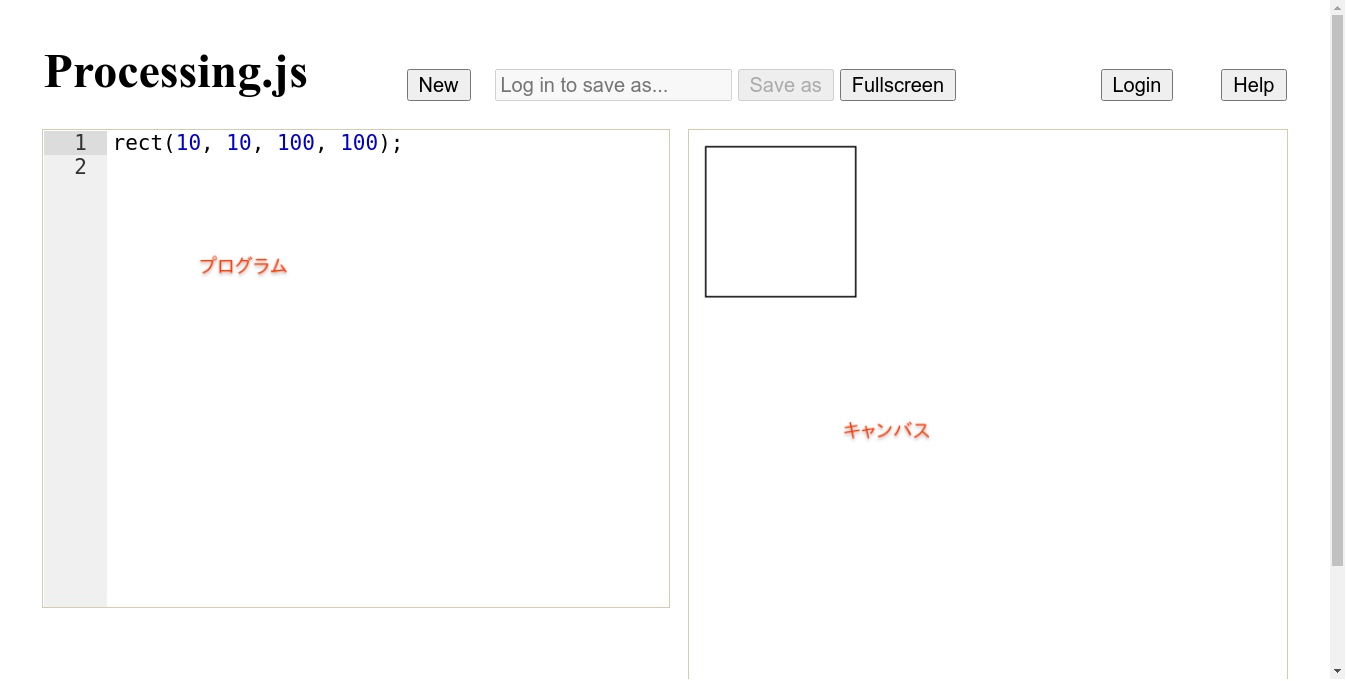 Processing.js
New
Log in to save as...
Save as
Fullscreen
Login
Help
1 rect(10, 10, 100, 100);
2
プログラム
キャンバス